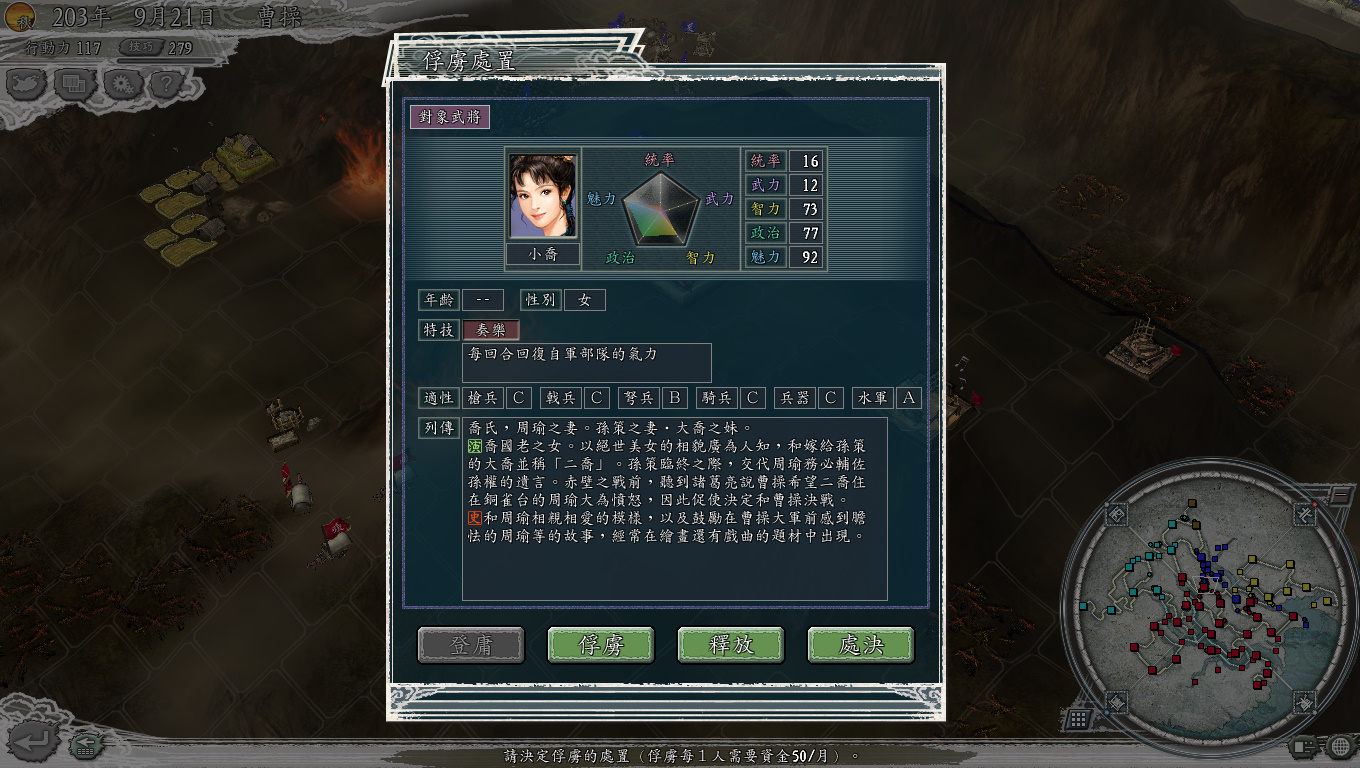 203年 9月21日 曹操
行動力 117 技巧 279
俘虜處置
對象武將
統率
魅力 武力
政治 智力
小喬
統率 16
武力 12
智力 73
政治 77
魅力 92
年齡 -- 性別 女
特技 奏樂
每回合回復自軍部隊的氣力
適性 槍兵 C 戟兵 C 弩兵 B 騎兵 C 兵器 C 水軍 A
列傳 喬氏，周瑜之妻。孫策之妻・大喬之妹。
演喬國老之女。以絕世美女的相貌廣為人知，和嫁給孫策
的大喬並稱「二喬」。孫策臨終之際，交代周瑜務必輔佐
孫權的遺言。赤壁之戰前，聽到諸葛亮說曹操希望二喬住
在銅雀台的周瑜大為憤怒，因此促使決定和曹操決戰。
史和周瑜相親相愛的模樣，以及鼓勵在曹操大軍前感到膽
怯的周瑜等的故事，經常在繪畫還有戲曲的題材中出現。
登庸 俘虜 釋放 處決
請決定俘虜的處置（俘虜每１人需要資金50/月）。